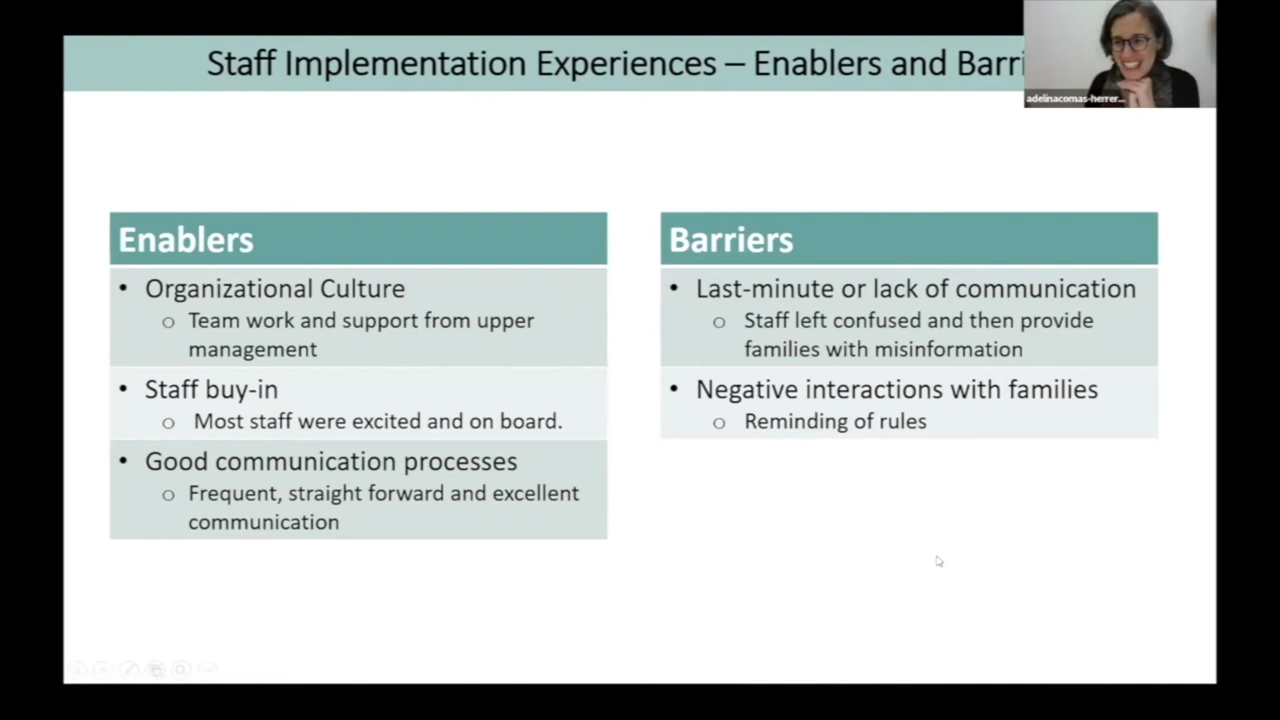 Staff Implementation Experiences – Enablers and Barri
adelinacomas-herrer...
Enablers
• Organizational Culture
o Team work and support from upper
management
• Staff buy-in
o Most staff were excited and on board.
• Good communication processes
o Frequent, straight forward and excellent
communication
Barriers
• Last-minute or lack of communication
o Staff left confused and then provide
families with misinformation
• Negative interactions with families
o Reminding of rules